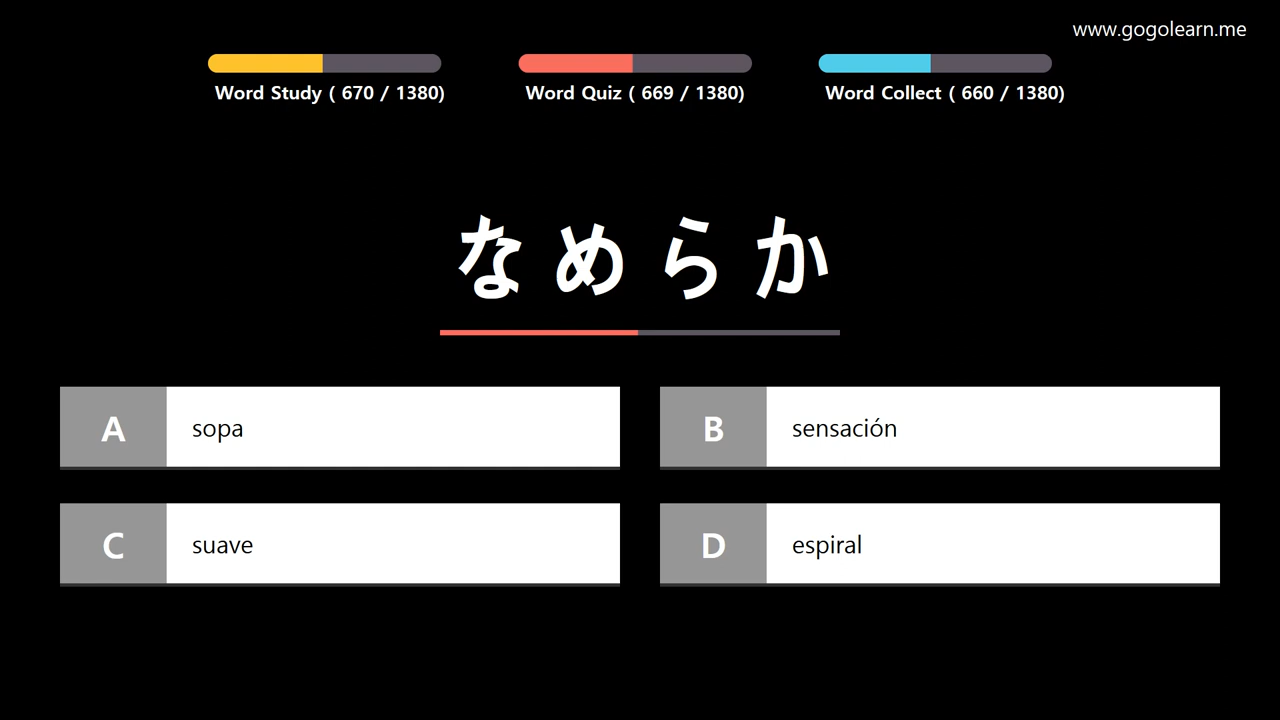 www.gogolearn.me
Word Study ( 670 / 1380)
Word Quiz ( 669 / 1380)
Word Collect ( 660 / 1380)
なめらか
A sopa
B sensación
C suave
D espiral